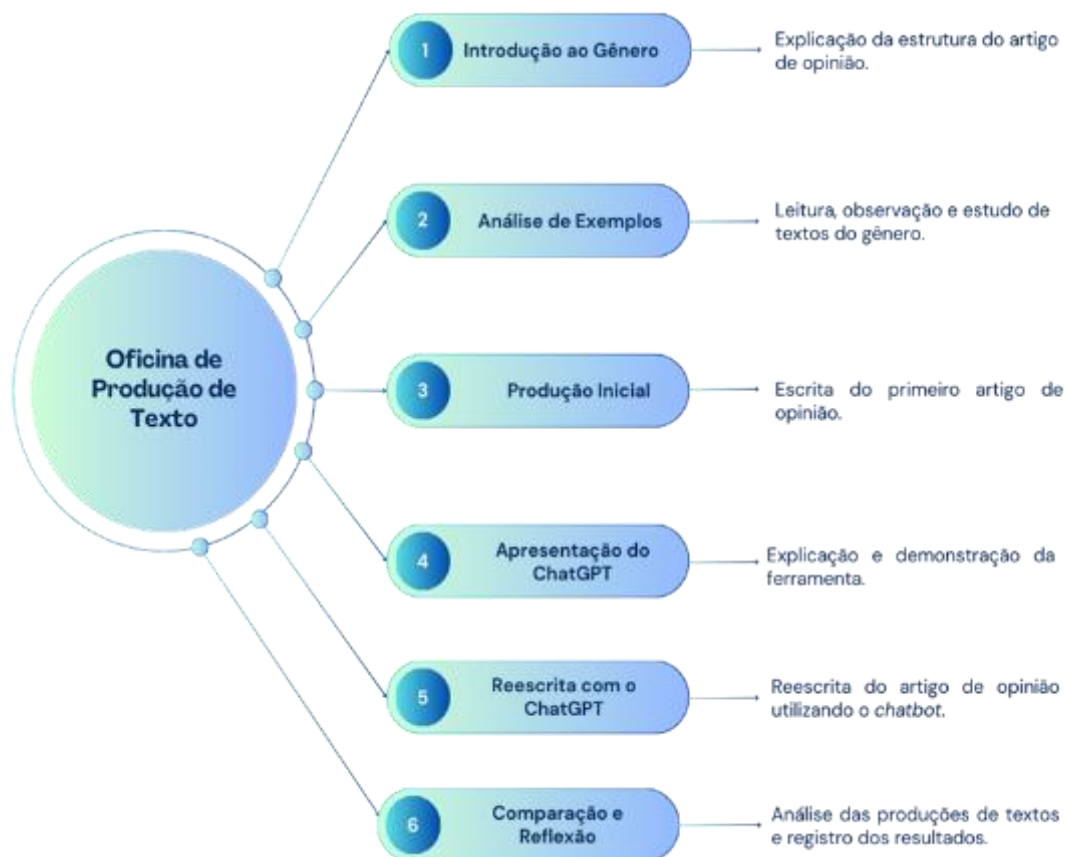 Oficina de
Produção de
Texto
1
Introdução ao Gênero
Explicação da estrutura do artigo
de opinião.
2
Análise de Exemplos
Leitura, observação e estudo de
textos do gênero.
3
Produção Inicial
Escrita do primeiro artigo de
opinião.
4
Apresentação do
ChatGPT
Explicação e demonstração da
ferramenta.
5
Reescrita com o
ChatGPT
Reescrita do artigo de opinião
utilizando o chatbot.
6
Comparação e
Reflexão
Análise das produções de textos
e registro dos resultados.